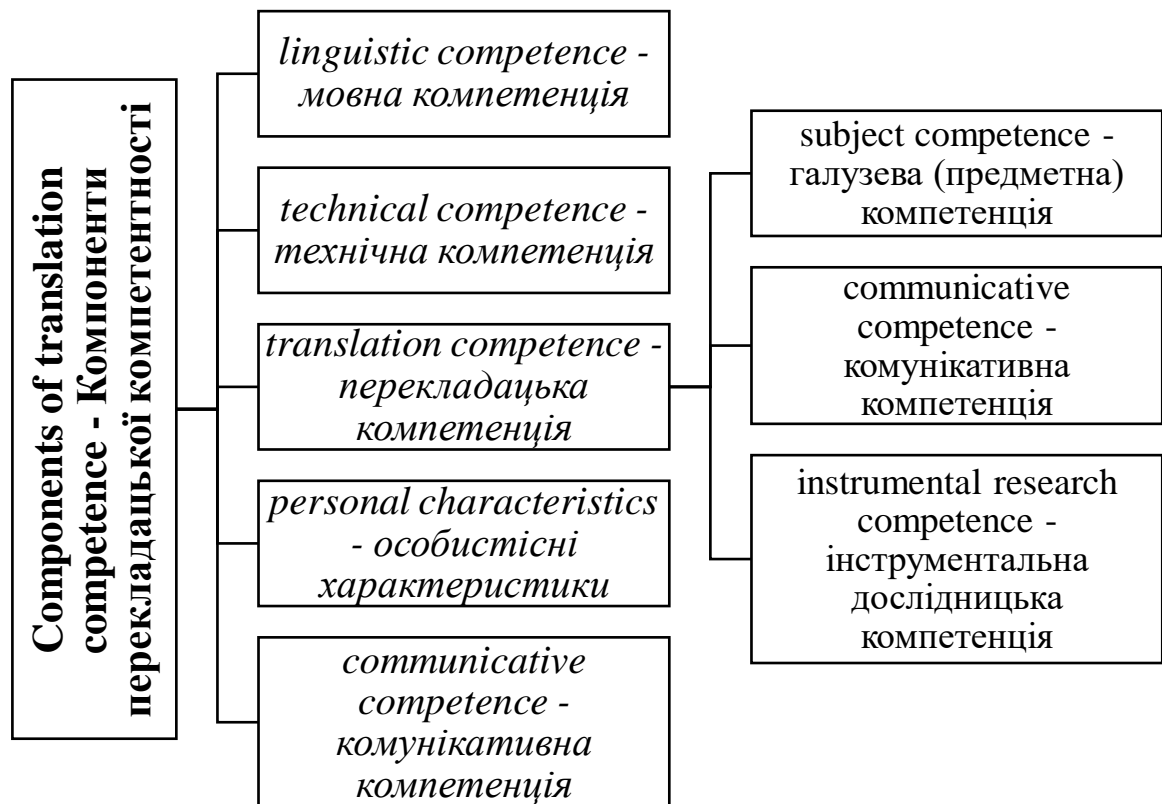 Components of translation
competence - Компоненти
перекладацької компетентності
linguistic competence -
мовна компетенція
technical competence -
технічна компетенція
translation competence -
перекладацька
компетенція
personal characteristics
- особистісні
характеристики
communicative
competence -
комунікативна
компетенція
subject competence -
галузева (предметна)
компетенція
communicative
competence -
комунікативна
компетенція
instrumental research
competence -
інструментальна
дослідницька
компетенція